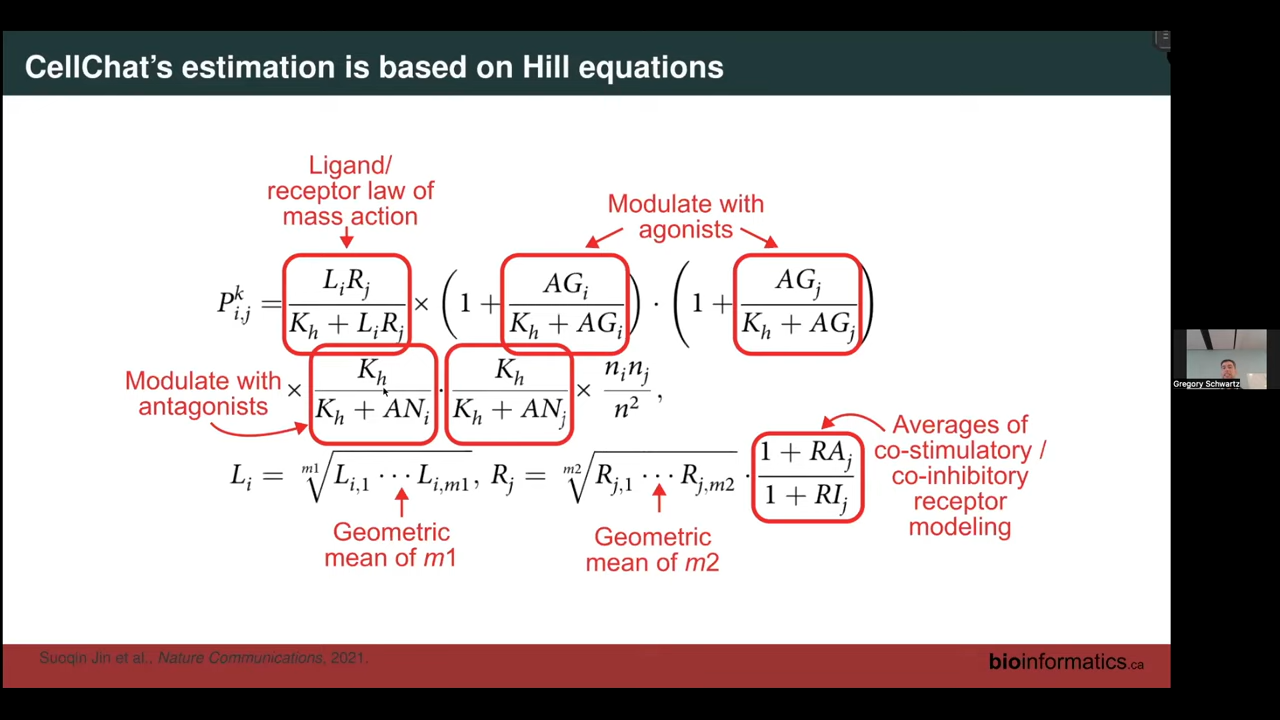 CellChat's estimation is based on Hill equations
Ligand/
receptor law of
mass action
Modulate with
agonists
P^k_{i,j} = L_iR_j / (K_h + L_iR_j) × (1 + AG_i / (K_h + AG_i)) · (1 + AG_j / (K_h + AG_j))
Modulate with
antagonists
× K_h / (K_h + AN_i) · K_h / (K_h + AN_j) × n_in_j / n^2 ,
Averages of
co-stimulatory /
co-inhibitory
receptor
modeling
L_i = \sqrt[m1]{L_{i,1} ⋯ L_{i,m1}}, R_j = \sqrt[m2]{R_{j,1} ⋯ R_{j,m2}} · (1 + RA_j) / (1 + RI_j)
Geometric
mean of m1
Geometric
mean of m2
Suoqin Jin et al., Nature Communications, 2021.
bioinformatics.ca
Gregory Schwartz